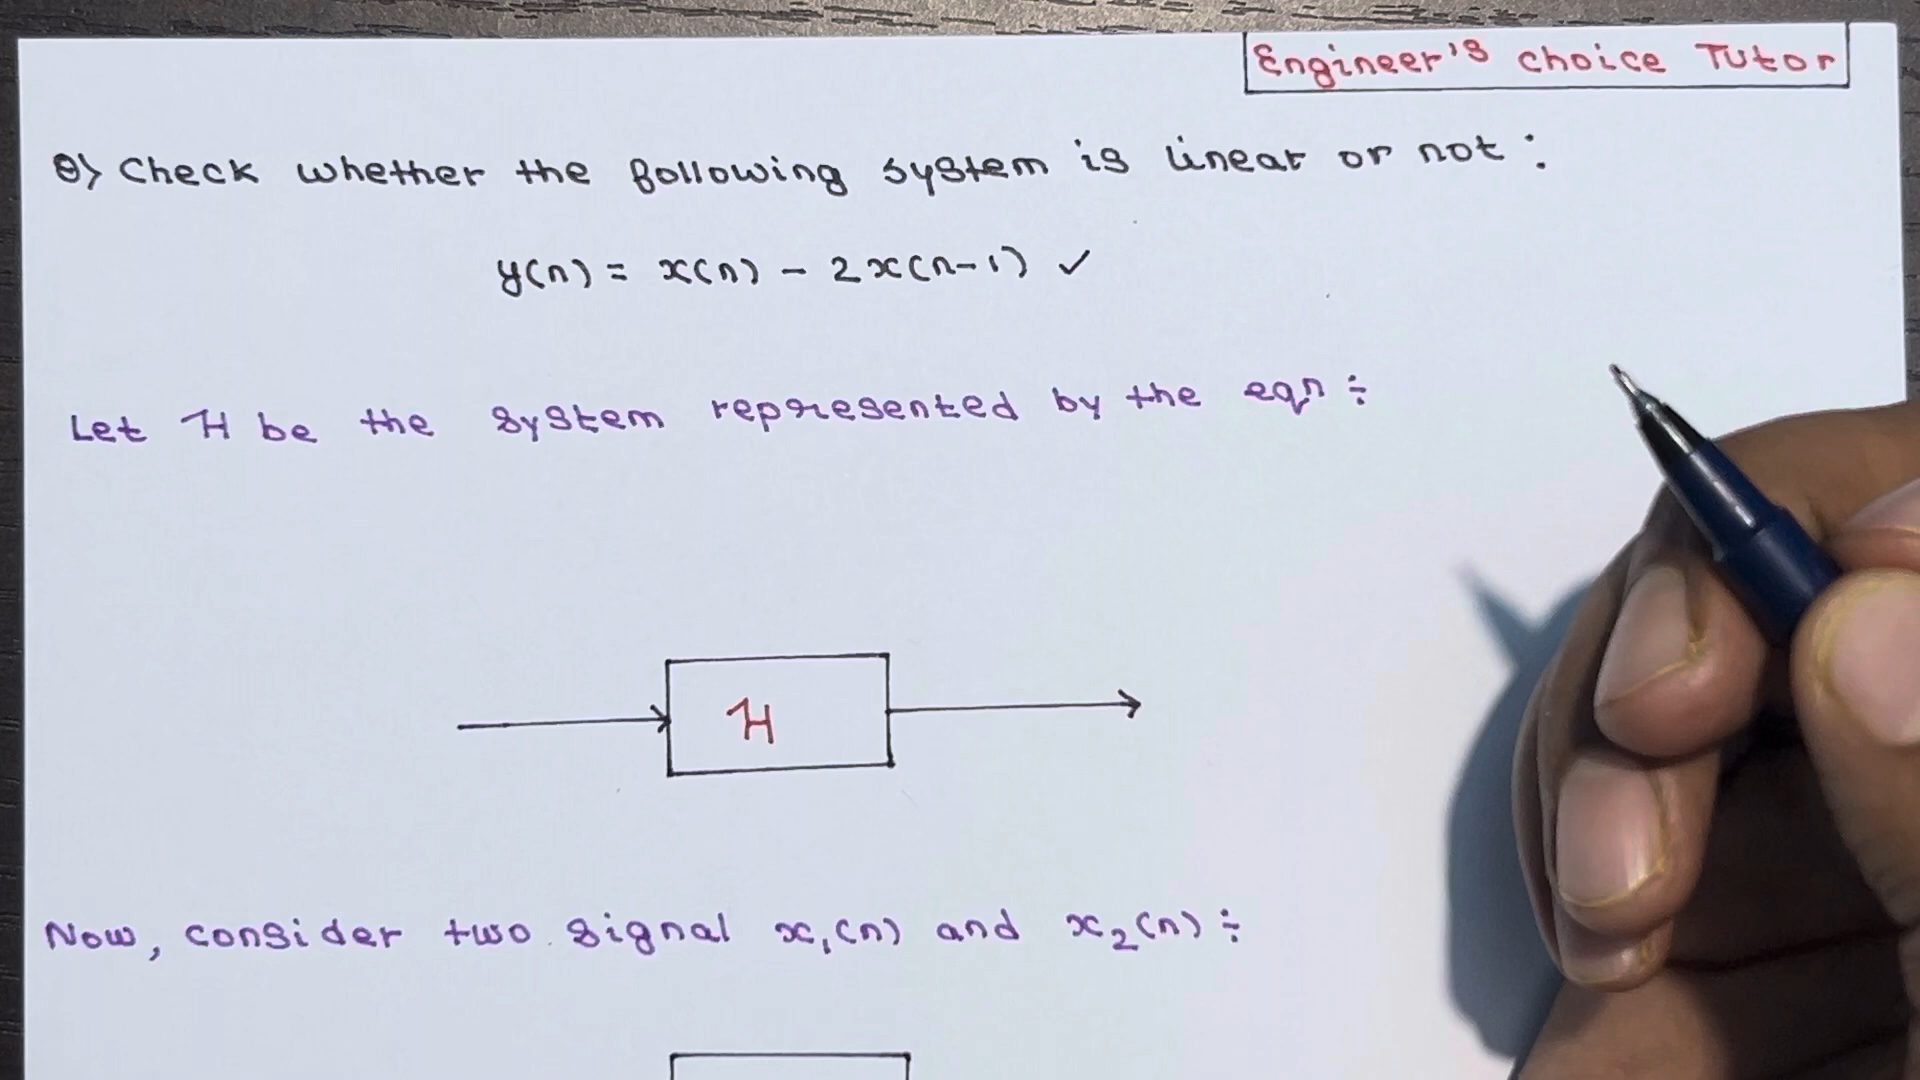 Engineer's choice Tutor
Q) Check whether the following system is linear or not :
y(n) = x(n) - 2x(n-1) ✓
Let H be the system represented by the eqn ÷
H
Now, consider two signal x₁(n) and x₂(n) ÷